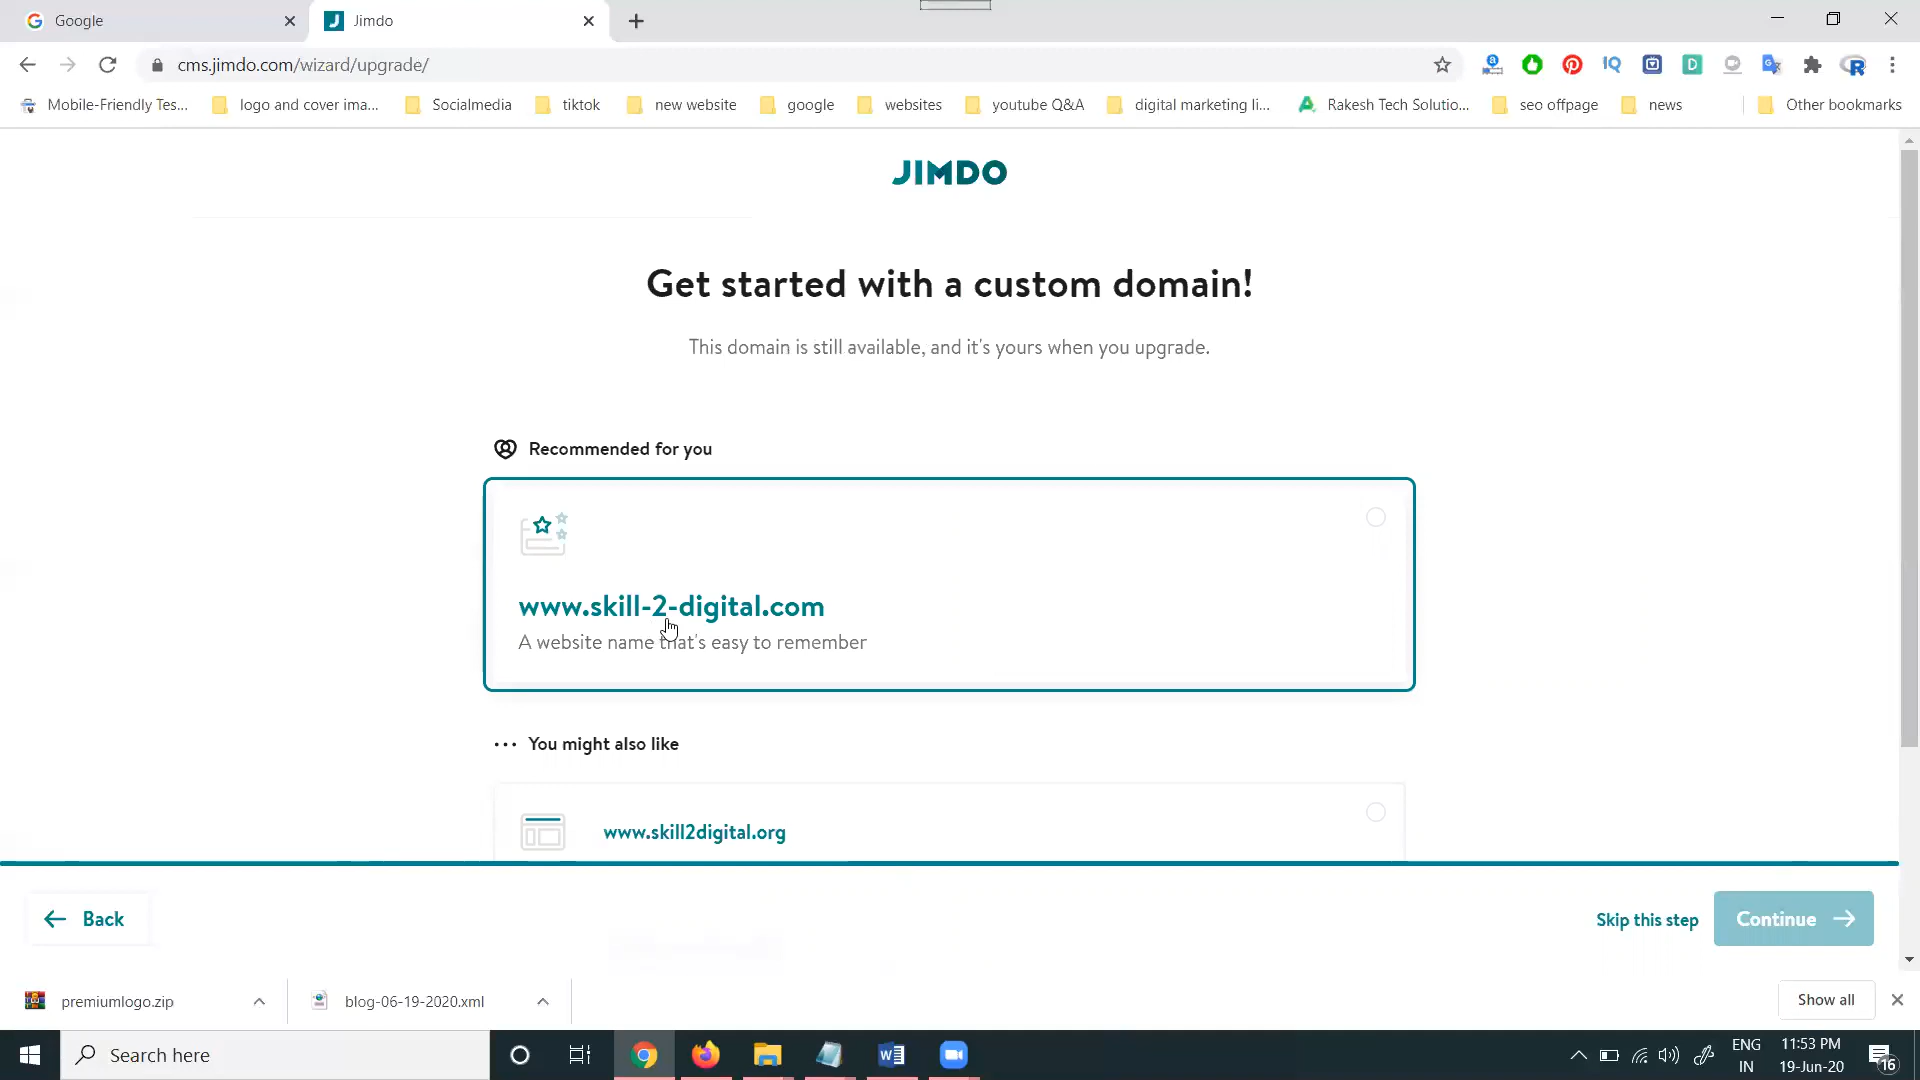 Google
Jimdo
cms.jimdo.com/wizard/upgrade/
Mobile-Friendly Tes...
logo and cover ima...
Socialmedia
tiktok
new website
google
websites
youtube Q&A
digital marketing li...
Rakesh Tech Solutio...
seo offpage
news
Other bookmarks
JIMDO
Get started with a custom domain!
This domain is still available, and it's yours when you upgrade.
Recommended for you
www.skill-2-digital.com
A website name that's easy to remember
You might also like
www.skill2digital.org
Back
Skip this step
Continue
premiumlogo.zip
blog-06-19-2020.xml
Show all
Search here
ENG
IN
11:53 PM
19-Jun-20
16